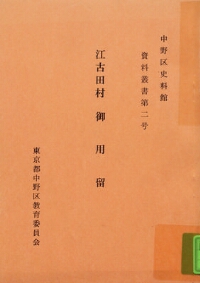 中野区史料館
資料叢書第二号
江古田村 御用留
東京都中野区教育委員会